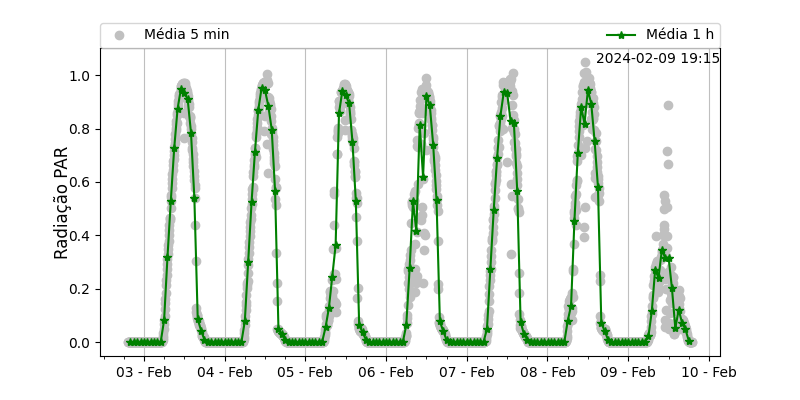 Média 5 min
Média 1 h
2024-02-09 19:15
Radiação PAR
1.0
0.8
0.6
0.4
0.2
0.0
03 - Feb
04 - Feb
05 - Feb
06 - Feb
07 - Feb
08 - Feb
09 - Feb
10 - Feb